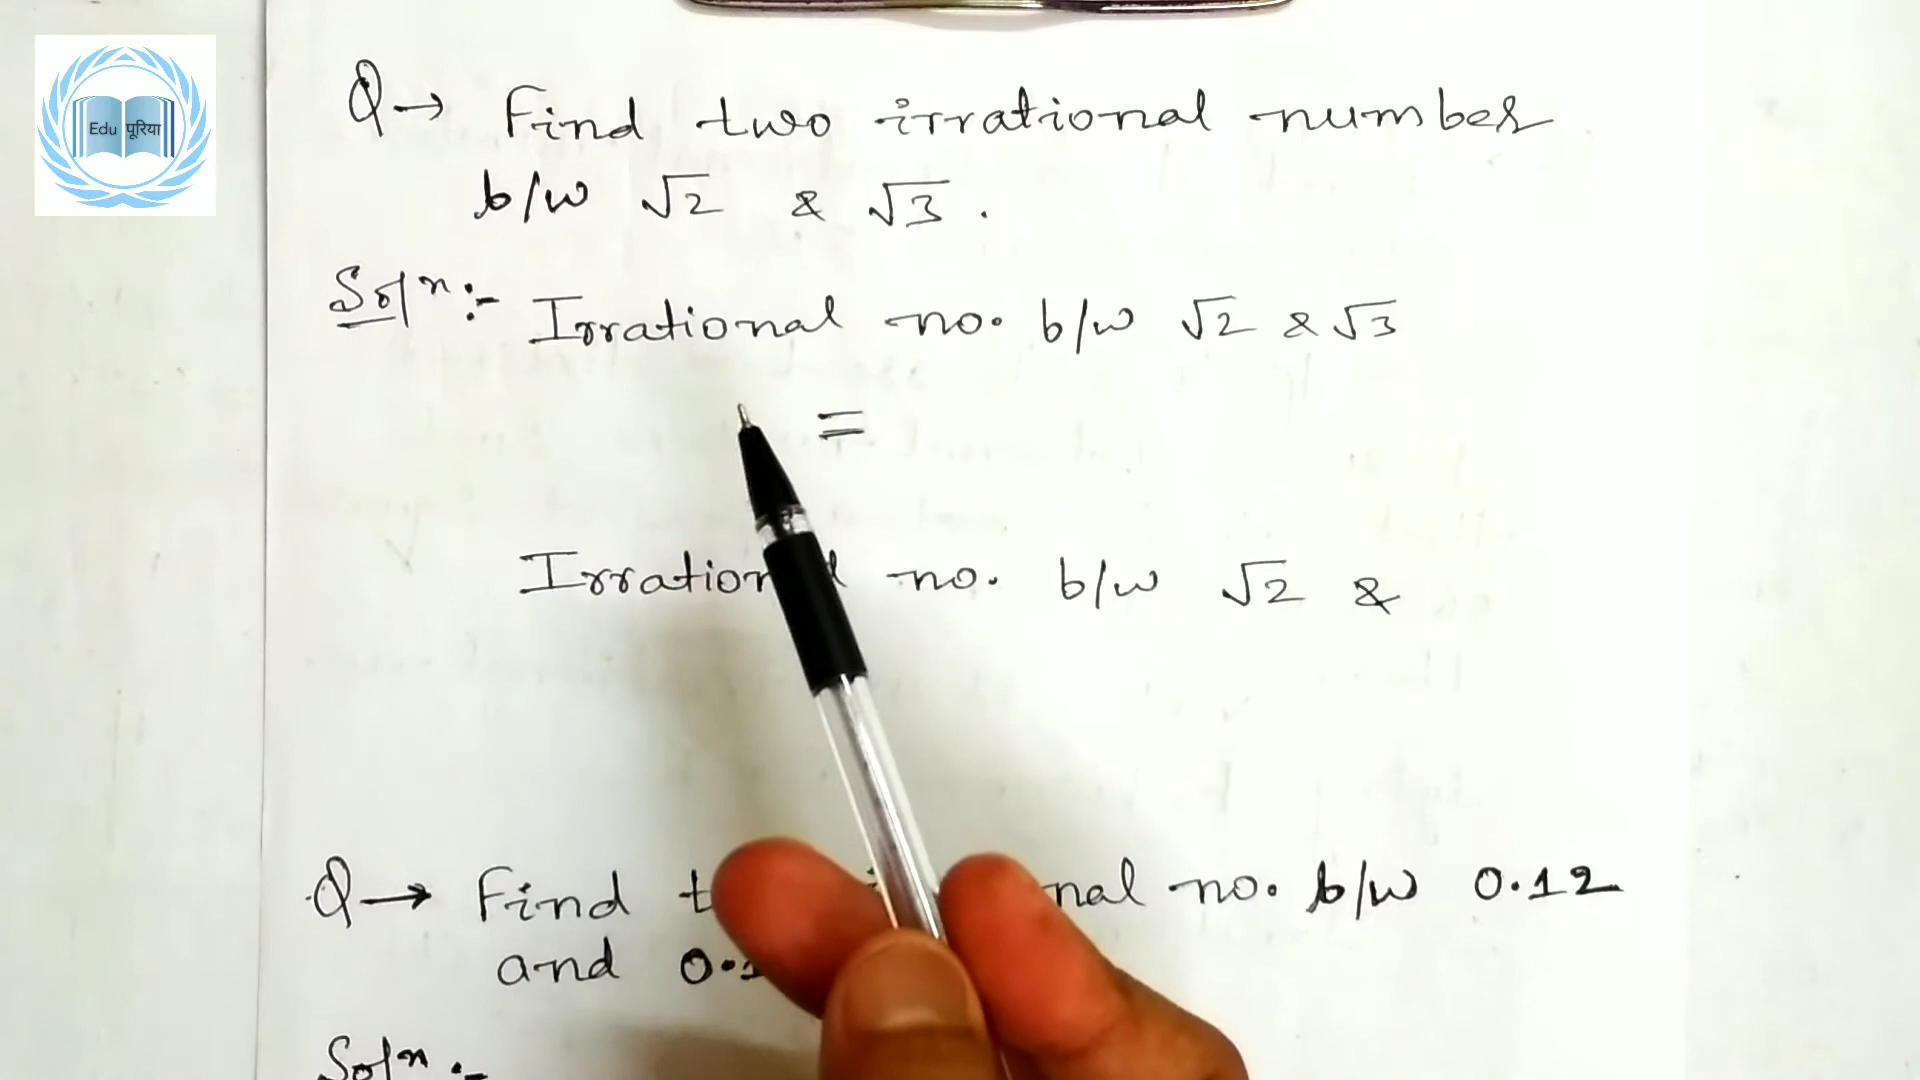 Edu पूरिया
Q→ Find two irrational number
b/w √2 & √3.
Solⁿ:- Irrational no. b/w √2 & √3
=
Irrational no. b/w √2 &
Q→ Find no. b/w 0.12
and
Solⁿ:-